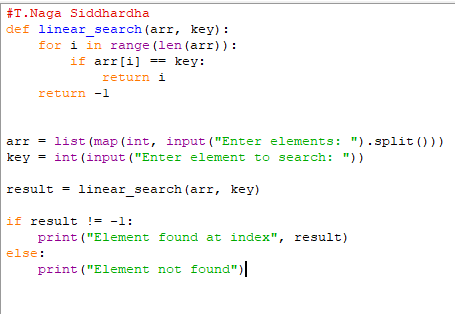 #T.Naga Siddhardha
def linear_search(arr, key):
    for i in range(len(arr)):
        if arr[i] == key:
            return i
    return -1


arr = list(map(int, input("Enter elements: ").split()))
key = int(input("Enter element to search: "))

result = linear_search(arr, key)

if result != -1:
    print("Element found at index", result)
else:
    print("Element not found")